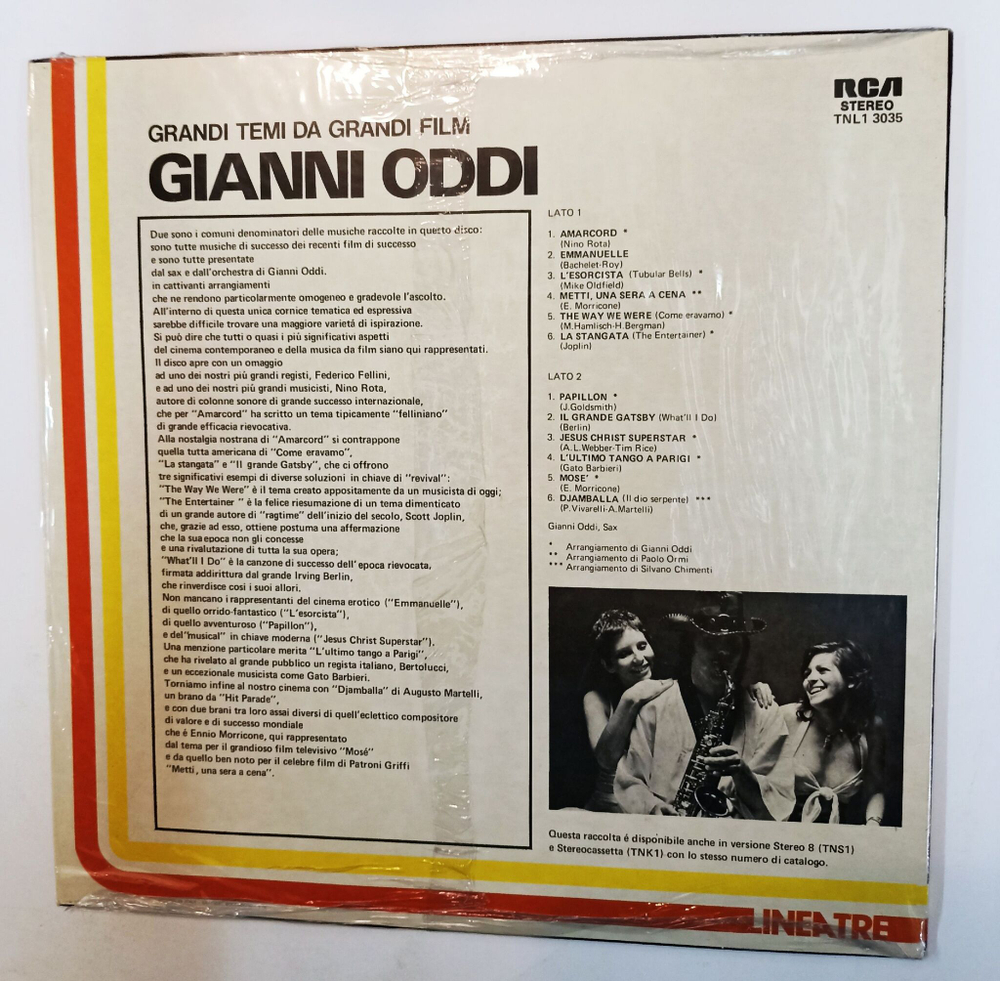 RCA
STEREO
TNL1 3035
GRANDI TEMI DA GRANDI FILM
GIANNI ODDI
Due sono i comuni denominatori delle musiche raccolte in questo disco:
sono tutte musiche di successo dei recenti film di successo
e sono tutte presentate
dal sax e dall'orchestra di Gianni Oddi.
in cattivanti arrangiamenti
che ne rendono particolarmente omogeneo e gradevole l'ascolto.
All'interno di questa unica cornice tematica ed espressiva
sarebbe difficile trovare una maggiore varietá di ispirazione.
Si può dire che tutti o quasi i più significativi aspetti
del cinema contemporaneo e della musica da film siano qui rappresentati.
Il disco apre con un omaggio
ad uno dei nostri più grandi registi, Federico Fellini,
e ad uno dei nostri più grandi musicisti, Nino Rota,
autore di colonne sonore di grande successo internazionale,
che per "Amarcord" ha scritto un tema tipicamente "felliniano"
di grande efficacia rievocativa.
Alla nostalgia nostrana di "Amarcord" si contrappone
quella tutta americana di "Come eravamo",
"La stangata" e "Il grande Gatsby", che ci offrono
tre significativi esempi di diverse soluzioni in chiave di "revival":
"The Way We Were" è il tema creato appositamente da un musicista di oggi;
"The Entertainer" è la felice riesumazione di un tema dimenticato
di un grande autore di "ragtime" dell'inizio del secolo, Scott Joplin,
che, grazie ad esso, ottiene postuma una affermazione
che la sua epoca non gli concesse
e una rivalutazione di tutta la sua opera;
"What'll I Do" è la canzone di successo dell'epoca rievocata,
firmata addirittura dal grande Irving Berlin,
che rinverdisce cosi i suoi allori.
Non mancano i rappresentanti del cinema erotico ("Emmanuelle"),
di quello orrido-fantastico ("L'esorcista"),
di quello avventuroso ("Papillon"),
e del "musical" in chiave moderna ("Jesus Christ Superstar").
Una menzione particolare merita "L'ultimo tango a Parigi",
che ha rivelato al grande pubblico un regista italiano, Bertolucci,
e un eccezionale musicista come Gato Barbieri.
Torniamo infine al nostro cinema con "Djamballa" di Augusto Martelli,
un brano da "Hit Parade",
e con due brani tra loro assai diversi di quell'eclettico compositore
di valore e di successo mondiale
che é Ennio Morricone, qui rappresentato
dal tema per il grandioso film televisivo "Mosé"
e da quello ben noto per il celebre film di Patroni Griffi
"Metti, una sera a cena".
LATO 1
1. AMARCORD *
(Nino Rota)
2. EMMANUELLE
(Bachelet-Roy)
3. L'ESORCISTA (Tubular Bells) *
(Mike Oldfield)
4. METTI, UNA SERA A CENA **
(E. Morricone)
5. THE WAY WE WERE (Come eravamo) *
(M.Hamlisch-H.Bergman)
6. LA STANGATA (The Entertainer) *
(Joplin)
LATO 2
1. PAPILLON *
(J.Goldsmith)
2. IL GRANDE GATSBY (What'll I Do)
(Berlin)
3. JESUS CHRIST SUPERSTAR *
(A.L.Webber-Tim Rice)
4. L'ULTIMO TANGO A PARIGI *
(Gato Barbieri)
5. MOSE' *
(E. Morricone)
6. DJAMBALLA (Il dio serpente) ***
(P.Vivarelli-A.Martelli)
Gianni Oddi, Sax
* Arrangiamento di Gianni Oddi
** Arrangiamento di Paolo Ormi
*** Arrangiamento di Silvano Chimenti
Questa raccolta é disponibile anche in versione Stereo 8 (TNS1)
e Stereocassetta (TNK1) con lo stesso numero di catalogo.
LINEATRE